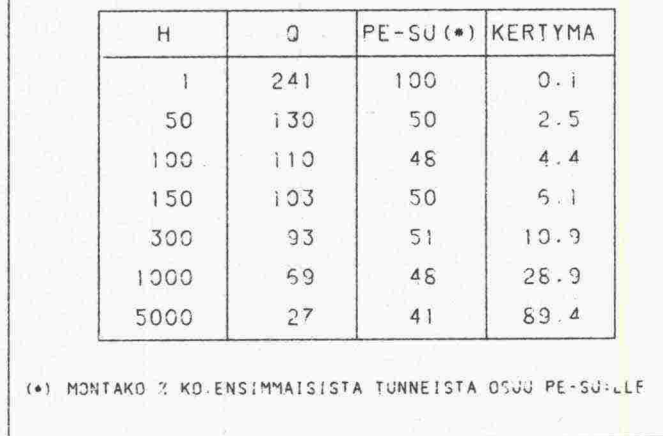 H Q PE-SU(*) KERTYMA
1 241 100 0.1
50 130 50 2.5
100 110 48 4.4
150 103 50 6.1
300 93 51 10.9
1000 69 48 28.9
5000 27 41 89.4
(*) MONTAKO % KO.ENSIMMAISISTA TUNNEISTA OSUU PE-SU:LLE